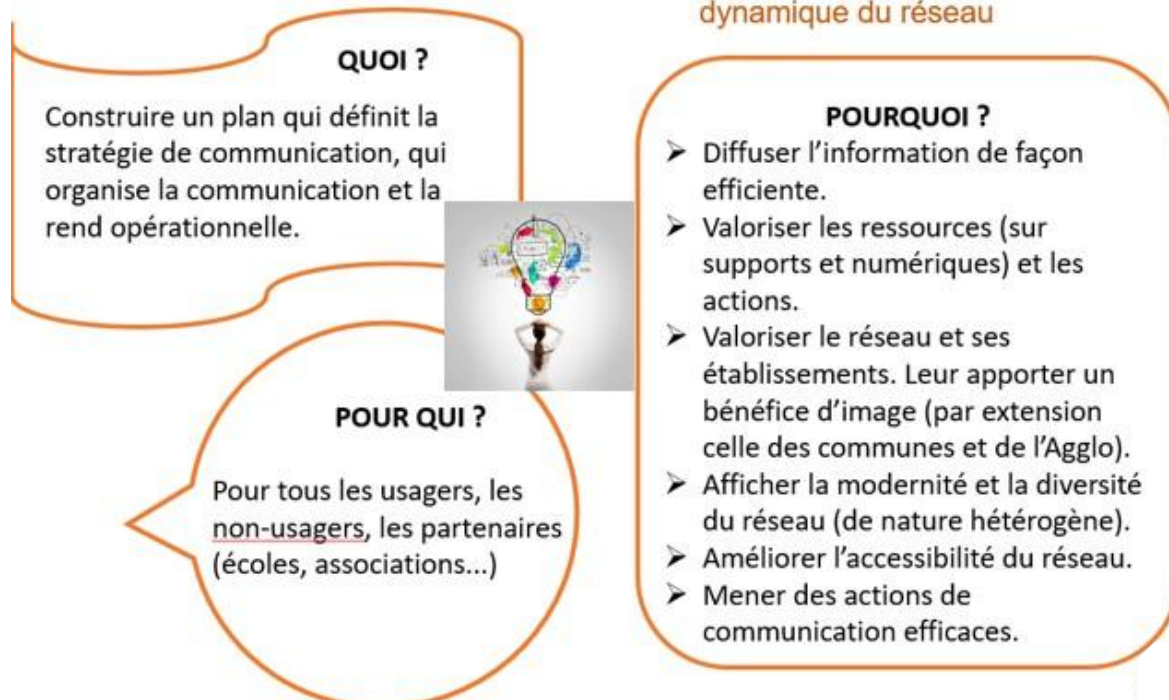 dynamique du réseau
QUOI ?
Construire un plan qui définit la
stratégie de communication, qui
organise la communication et la
rend opérationnelle.
POUR QUI ?
Pour tous les usagers, les
non-usagers, les partenaires
(écoles, associations...)
POURQUOI ?
➤ Diffuser l’information de façon
efficiente.
➤ Valoriser les ressources (sur
supports et numériques) et les
actions.
➤ Valoriser le réseau et ses
établissements. Leur apporter un
bénéfice d’image (par extension
celle des communes et de l’Agglo).
➤ Afficher la modernité et la diversité
du réseau (de nature hétérogène).
➤ Améliorer l’accessibilité du réseau.
➤ Mener des actions de
communication efficaces.